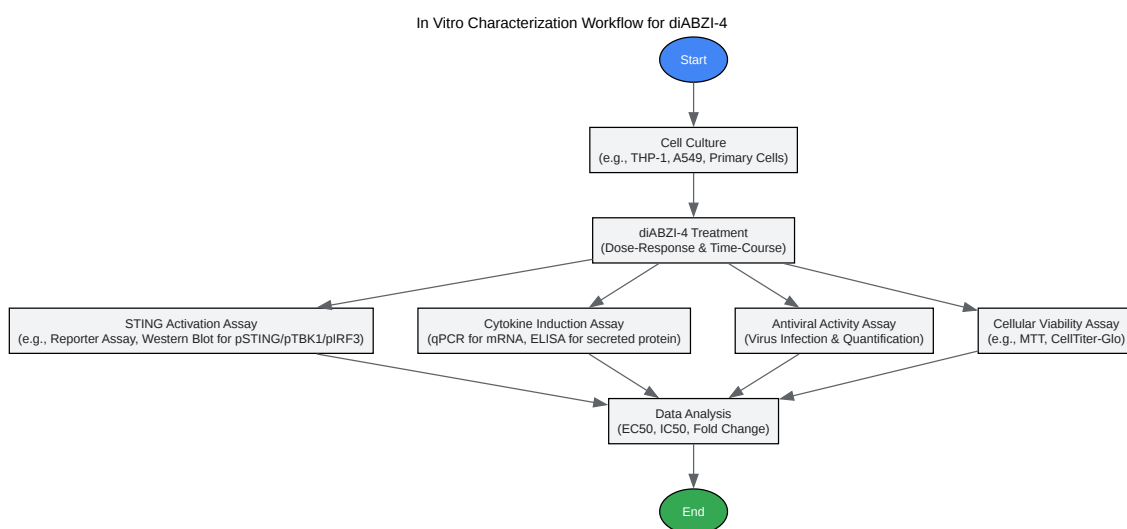 In Vitro Characterization Workflow for diABZI-4
Start
Cell Culture
(e.g., THP-1, A549, Primary Cells)
diABZI-4 Treatment
(Dose-Response & Time-Course)
STING Activation Assay
(e.g., Reporter Assay, Western Blot for pSTING/pTBK1/pIRF3)
Cytokine Induction Assay
(qPCR for mRNA, ELISA for secreted protein)
Antiviral Activity Assay
(Virus Infection & Quantification)
Cellular Viability Assay
(e.g., MTT, CellTiter-Glo)
Data Analysis
(EC50, IC50, Fold Change)
End